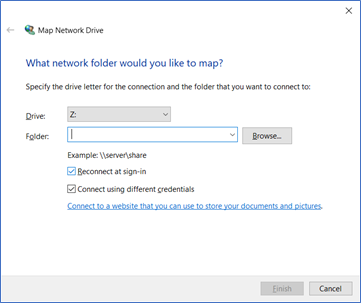 Map Network Drive
What network folder would you like to map?
Specify the drive letter for the connection and the folder that you want to connect to:
Drive: Z:
Folder: Browse...
Example: \\server\share
Reconnect at sign-in
Connect using different credentials
Connect to a website that you can use to store your documents and pictures.
Finish Cancel